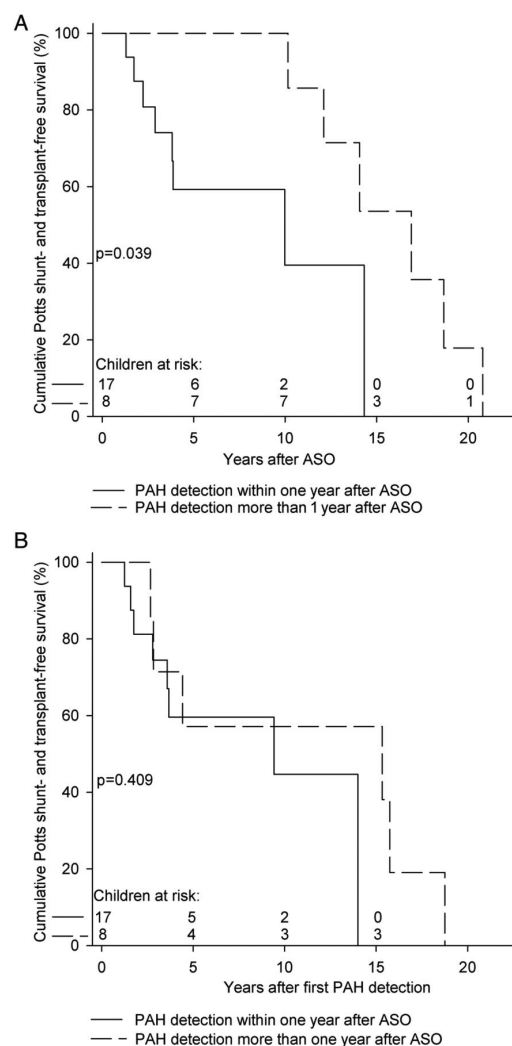 A
Cumulative Potts shunt- and transplant-free survival (%)
100
80
60
40
20
0
p=0.039
Children at risk:
17 6 2 0 0
8 7 7 3 1
0 5 10 15 20
Years after ASO
PAH detection within one year after ASO
PAH detection more than 1 year after ASO
B
Cumulative Potts shunt- and transplant-free survival (%)
100
80
60
40
20
0
p=0.409
Children at risk:
17 5 2 0
8 4 3 3
0 5 10 15 20
Years after first PAH detection
PAH detection within one year after ASO
PAH detection more than one year after ASO